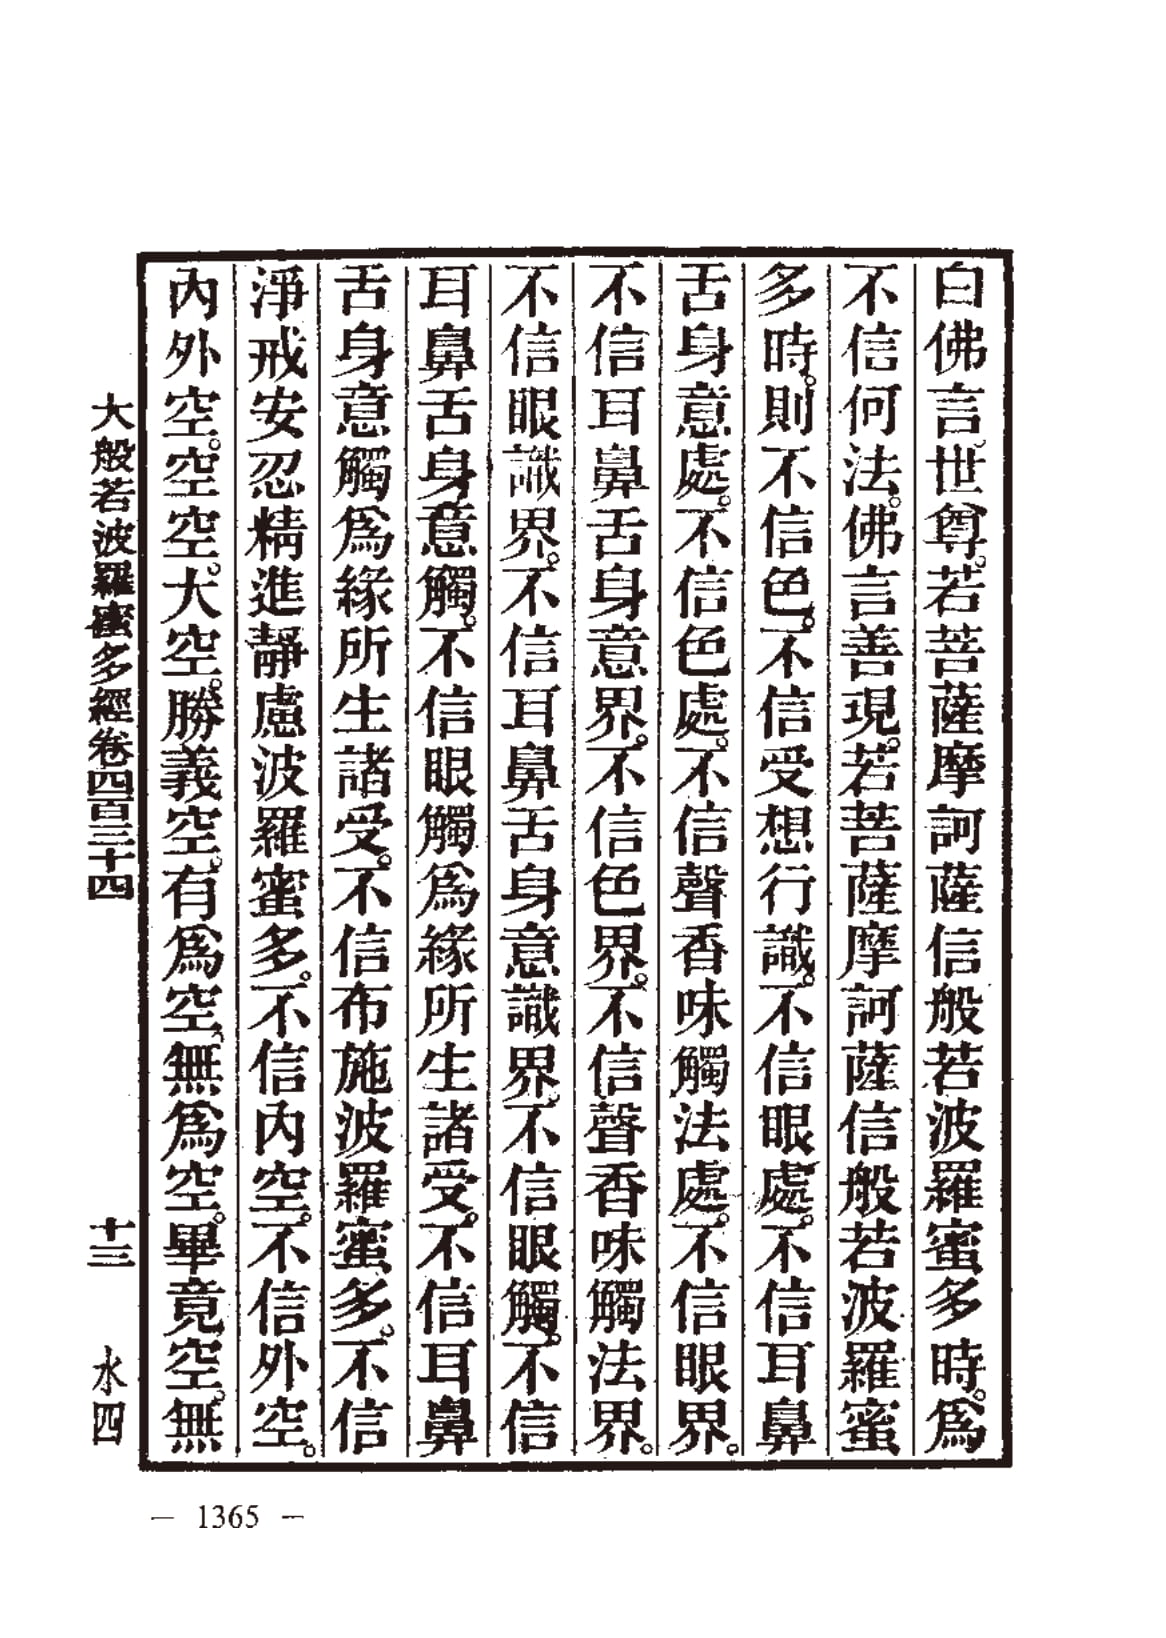 白佛言世尊。若菩薩摩訶薩信般若波羅蜜多時。爲
不信何法。佛言善現。若菩薩摩訶薩信般若波羅蜜
多時。則不信色。不信受想行識。不信眼處。不信耳鼻
舌身意處。不信色處。不信聲香味觸法處。不信眼界。
不信耳鼻舌身意界。不信色界。不信聲香味觸法界。
不信眼識界。不信耳鼻舌身意識界。不信眼觸。不信
耳鼻舌身意觸。不信眼觸爲緣所生諸受。不信耳鼻
舌身意觸爲緣所生諸受。不信布施波羅蜜多。不信
淨戒安忍精進靜慮波羅蜜多。不信內空。不信外空。
內外空。空空。大空。勝義空。有爲空。無爲空。畢竟空。無
大般若波羅蜜多經卷四百三十四 十三 水四
— 1365 —